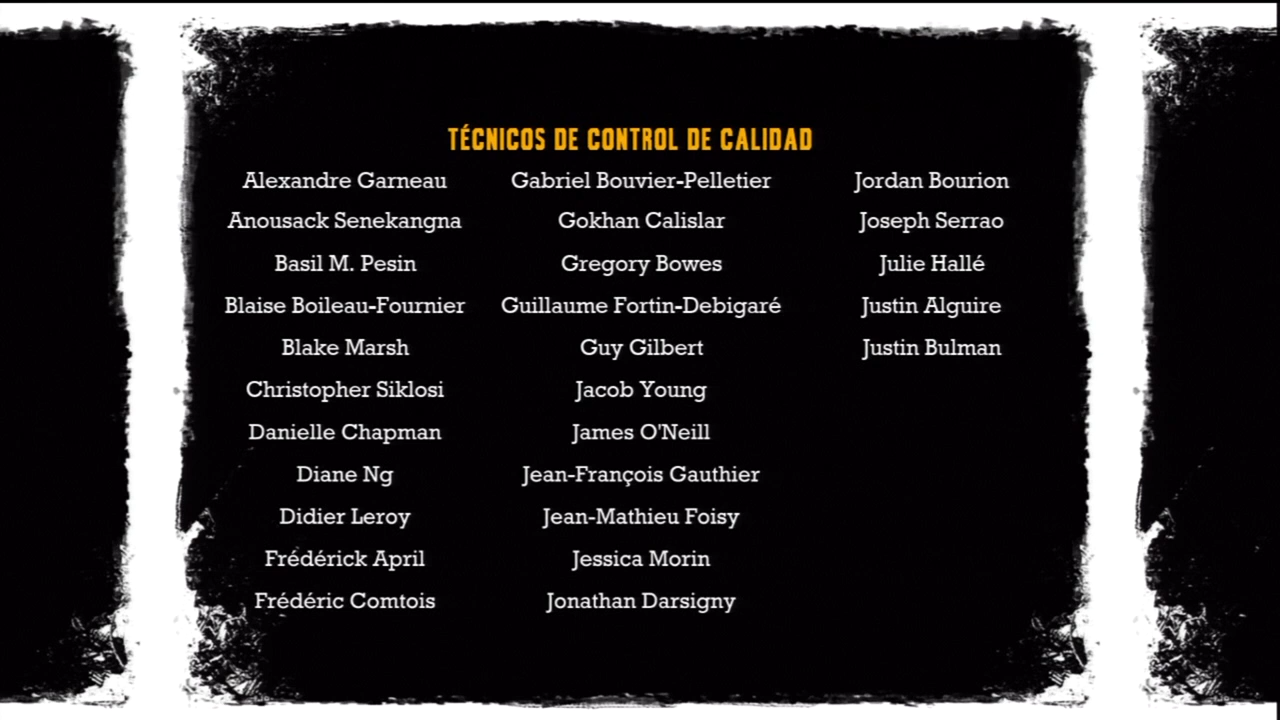 TÉCNICOS DE CONTROL DE CALIDAD
Alexandre Garneau Gabriel Bouvier-Pelletier Jordan Bourion
Anousack Senekangna Gokhan Calislar Joseph Serrao
Basil M. Pesin Gregory Bowes Julie Hallé
Blaise Boileau-Fournier Guillaume Fortin-Debigaré Justin Alguire
Blake Marsh Guy Gilbert Justin Bulman
Christopher Siklosi Jacob Young
Danielle Chapman James O'Neill
Diane Ng Jean-François Gauthier
Didier Leroy Jean-Mathieu Foisy
Frédérick April Jessica Morin
Frédéric Comtois Jonathan Darsigny